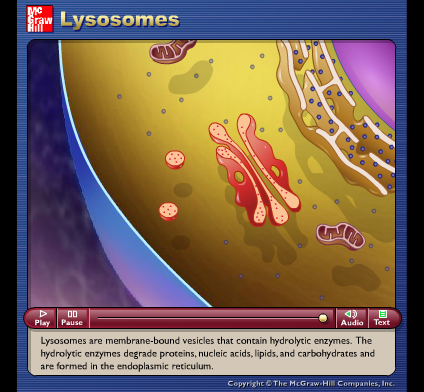 Mc
Graw
Hill
Lysosomes
Play
Pause
Audio
Text
Lysosomes are membrane-bound vesicles that contain hydrolytic enzymes. The
hydrolytic enzymes degrade proteins, nucleic acids, lipids, and carbohydrates and
are formed in the endoplasmic reticulum.
Copyright © The McGraw-Hill Companies, Inc.